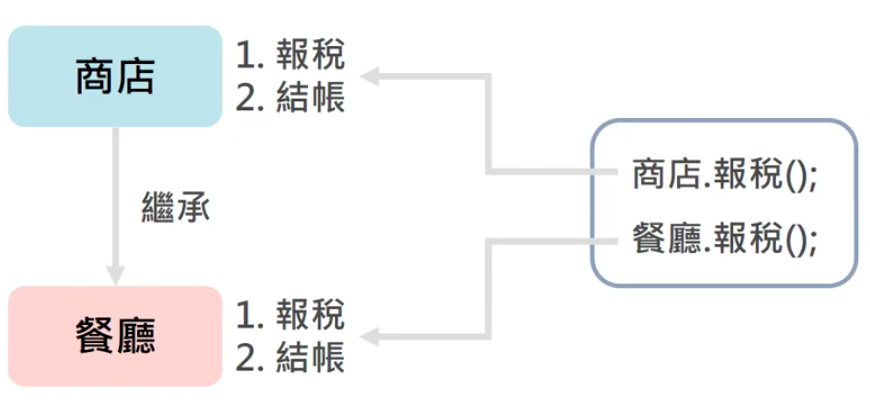 商店
1. 報稅
2. 結帳
商店.報稅();
餐廳.報稅();
繼承
餐廳
1. 報稅
2. 結帳